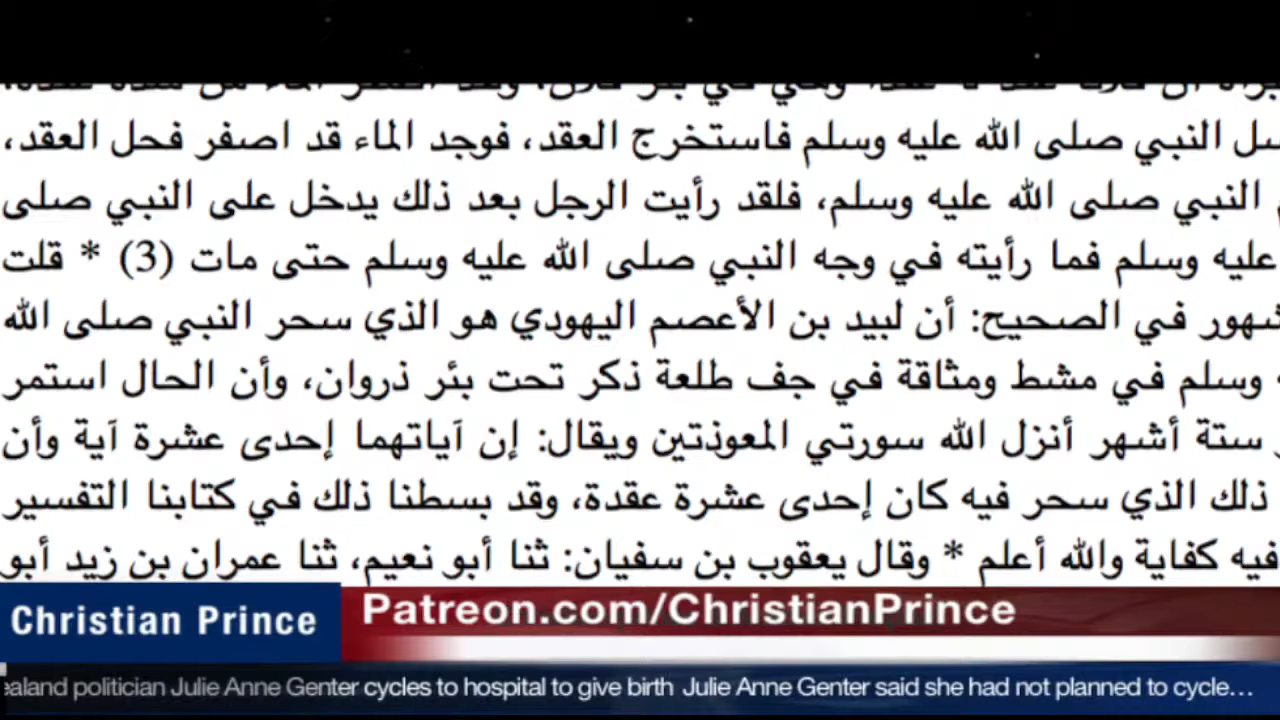 سل النبي صلى الله عليه وسلم فاستخرج العقد، فوجد الماء قد اصفر فحل العقد،
النبي صلى الله عليه وسلم، فلقد رأيت الرجل بعد ذلك يدخل على النبي صلى
عليه وسلم فما رأيته في وجه النبي صلى الله عليه وسلم حتى مات (3) * قلت
شهور في الصحيح: أن لبيد بن الأعصم اليهودي هو الذي سحر النبي صلى الله
وسلم في مشط ومثاقة في جف طلعة ذكر تحت بئر ذروان، وأن الحال استمر
ستة أشهر أنزل الله سورتي المعوذتين ويقال: إن آياتهما إحدى عشرة آية وأن
ذلك الذي سحر فيه كان إحدى عشرة عقدة، وقد بسطنا ذلك في كتابنا التفسير
فيه كفاية والله أعلم * وقال يعقوب بن سفيان: ثنا أبو نعيم، ثنا عمران بن زيد أبو
Christian Prince
Patreon.com/ChristianPrince
ealand politician Julie Anne Genter cycles to hospital to give birth Julie Anne Genter said she had not planned to cycle...